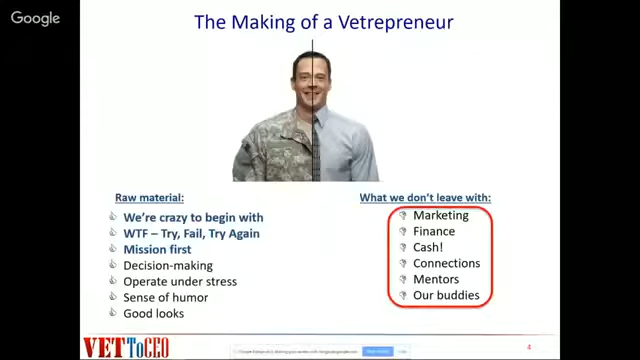 Google
The Making of a Vetrepreneur
Raw material:
We're crazy to begin with
WTF – Try, Fail, Try Again
Mission first
Decision-making
Operate under stress
Sense of humor
Good looks
What we don't leave with:
Marketing
Finance
Cash!
Connections
Mentors
Our buddies
VETTOCEO
4